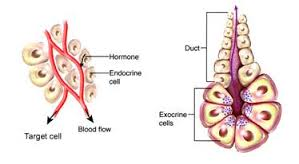 Hormone
Endocrine
cell
Target cell
Blood flow
Duct
Exocrine
cells